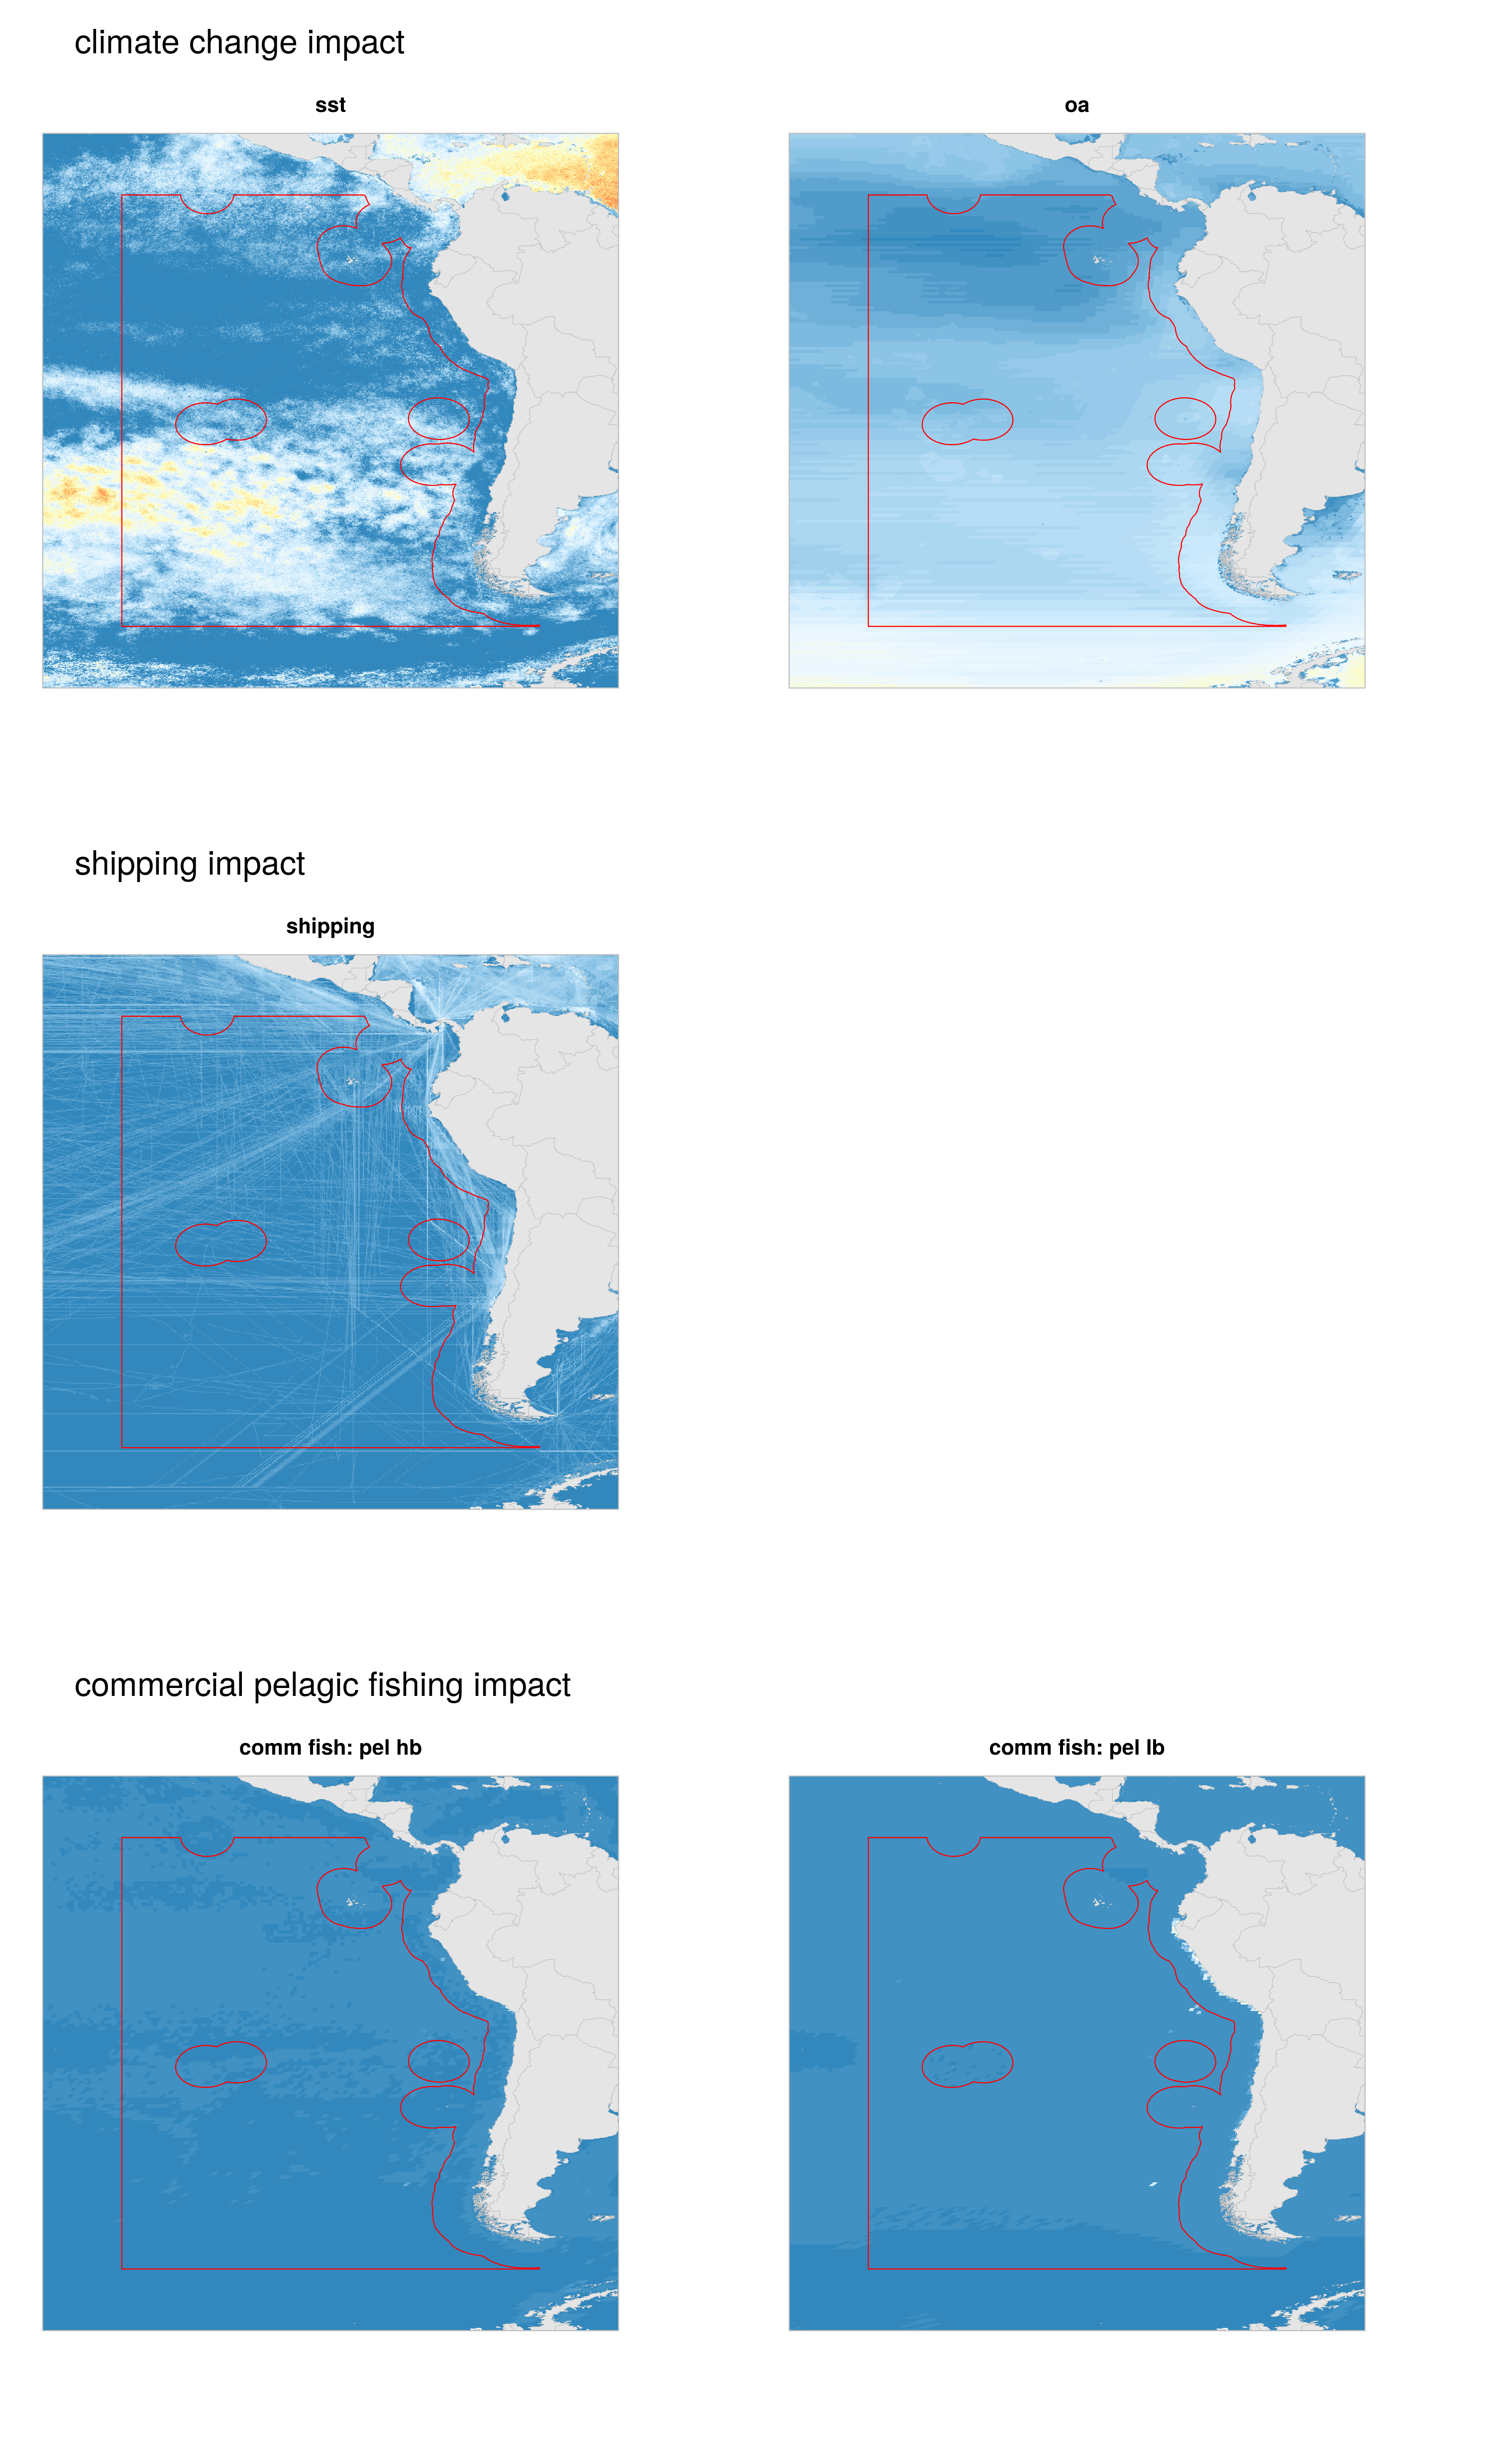 climate change impact
sst
oa
shipping impact
shipping
commercial pelagic fishing impact
comm fish: pel hb
comm fish: pel lb